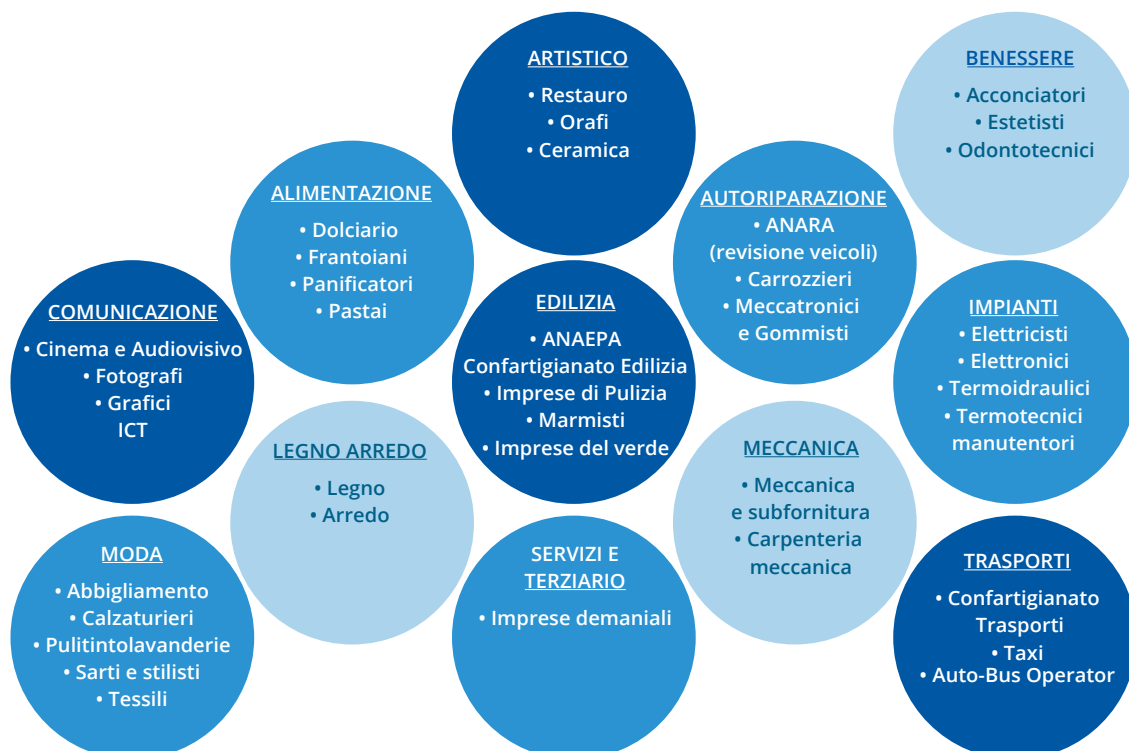 ARTISTICO
• Restauro
• Orafi
• Ceramica
BENESSERE
• Acconciatori
• Estetisti
• Odontotecnici
ALIMENTAZIONE
• Dolciario
• Frantoiani
• Panificatori
• Pastai
AUTORIPARAZIONE
• ANARA
(revisione veicoli)
• Carrozzieri
• Meccatronici
e Gommisti
COMUNICAZIONE
• Cinema e Audiovisivo
• Fotografi
• Grafici
ICT
EDILIZIA
• ANAEPA
Confartigianato Edilizia
• Imprese di Pulizia
• Marmisti
• Imprese del verde
IMPIANTI
• Elettricisti
• Elettronici
• Termoidraulici
• Termotecnici
manutentori
LEGNO ARREDO
• Legno
• Arredo
MECCANICA
• Meccanica
e subfornitura
• Carpenteria
meccanica
MODA
• Abbigliamento
• Calzaturieri
• Pulitintolavanderie
• Sarti e stilisti
• Tessili
SERVIZI E
TERZIARIO
• Imprese demaniali
TRASPORTI
• Confartigianato
Trasporti
• Taxi
• Auto-Bus Operator